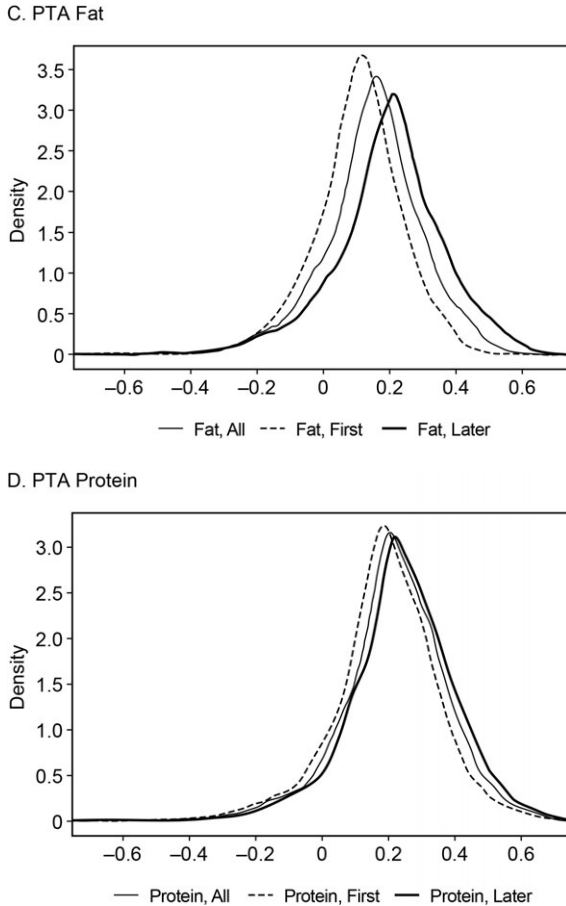 C. PTA Fat
3.5
3.0
2.5
2.0
1.5
1.0
0.5
0
Density
–0.6 –0.4 –0.2 0 0.2 0.4 0.6
Fat, All Fat, First Fat, Later
D. PTA Protein
3.0
2.5
2.0
1.5
1.0
0.5
0
Density
–0.6 –0.4 –0.2 0 0.2 0.4 0.6
Protein, All Protein, First Protein, Later